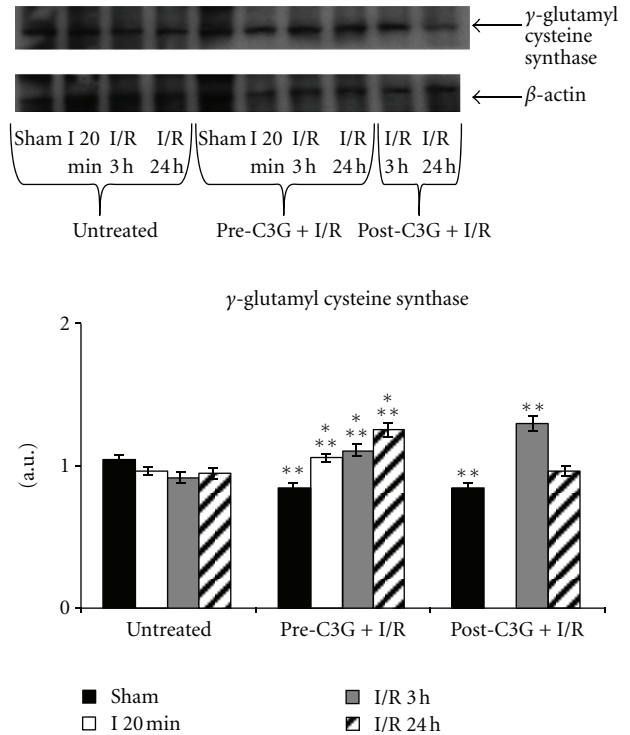 γ-glutamyl
cysteine
synthase
β-actin
Sham I 20 I/R I/R Sham I 20 I/R I/R I/R I/R
min 3 h 24 h min 3 h 24 h 3 h 24 h
Untreated Pre-C3G + I/R Post-C3G + I/R
γ-glutamyl cysteine synthase
2
1
0
(a.u.)
** 
*
**
*
**
*
**
**
**
Untreated Pre-C3G + I/R Post-C3G + I/R
Sham I/R 3 h
I 20 min I/R 24 h